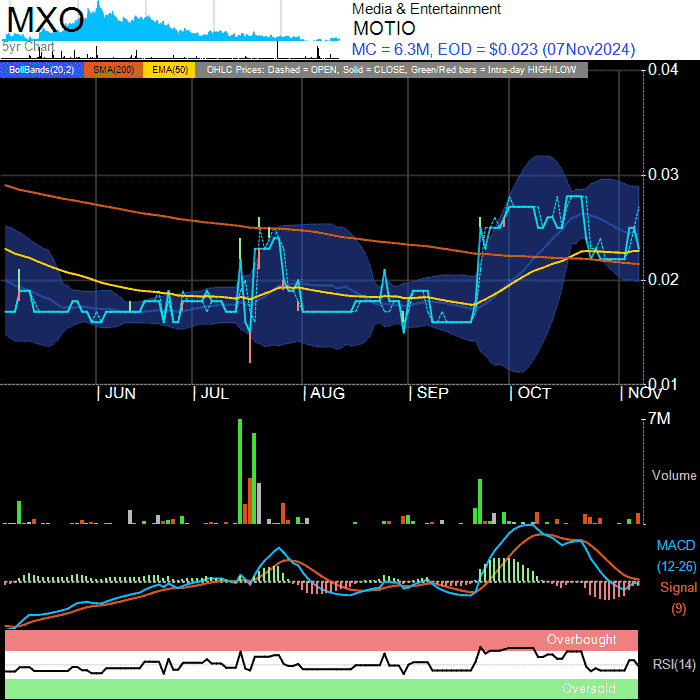 MXO
5yr Chart
Media & Entertainment
MOTIO
MC = 6.3M, EOD = $0.023 (07Nov2024)
BollBands(20,2) SMA(200) EMA(50) OHLC Prices: Dashed = OPEN, Solid = CLOSE, Green/Red bars = Intra-day HIGH/LOW
0.04
0.03
0.02
0.01
JUN JUL AUG SEP OCT NOV
7M
Volume
MACD
(12-26)
Signal
(9)
Overbought
RSI(14)
Oversold